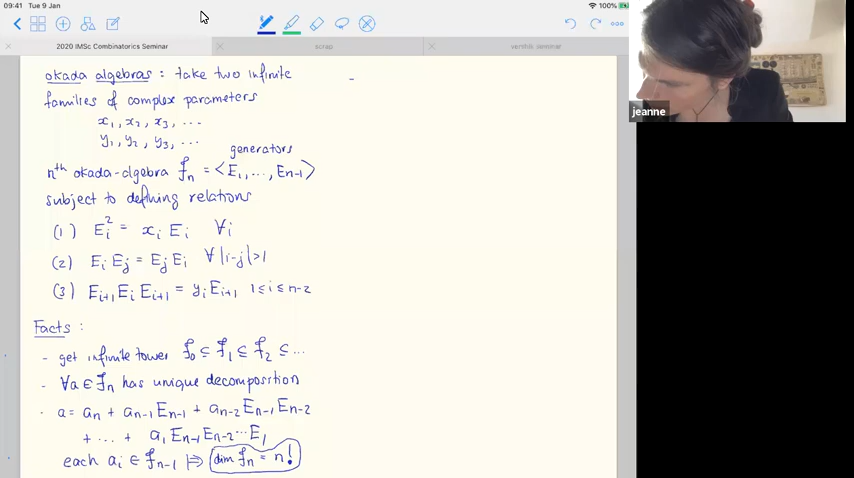 09:41 Tue 9 Jan
100%
2020 IMSc Combinatorics Seminar
scrap
vershik seminar
jeanne
okada algebras : take two infinite
families of complex parameters
x₁, x₂, x₃, ...
y₁, y₂, y₃, ...
generators
nᵗʰ okada-algebra 𝓕ₙ = ⟨E₁, ..., Eₙ₋₁⟩
subject to defining relations
(1) Eᵢ² = xᵢ Eᵢ ∀i
(2) Eᵢ Eⱼ = Eⱼ Eᵢ ∀ |i-j|>1
(3) Eᵢ₊₁ Eᵢ Eᵢ₊₁ = yᵢ Eᵢ₊₁ 1≤i≤n-2
Facts :
- get infinite tower 𝓕₀ ⊆ 𝓕₁ ⊆ 𝓕₂ ⊆ ...
- ∀a ∈ 𝓕ₙ has unique decomposition
· a = aₙ + aₙ₋₁ Eₙ₋₁ + aₙ₋₂ Eₙ₋₁ Eₙ₋₂
+ ... + a₁ Eₙ₋₁ Eₙ₋₂ ... E₁
each aᵢ ∈ 𝓕ₙ₋₁ ⊨> dim 𝓕ₙ = n!